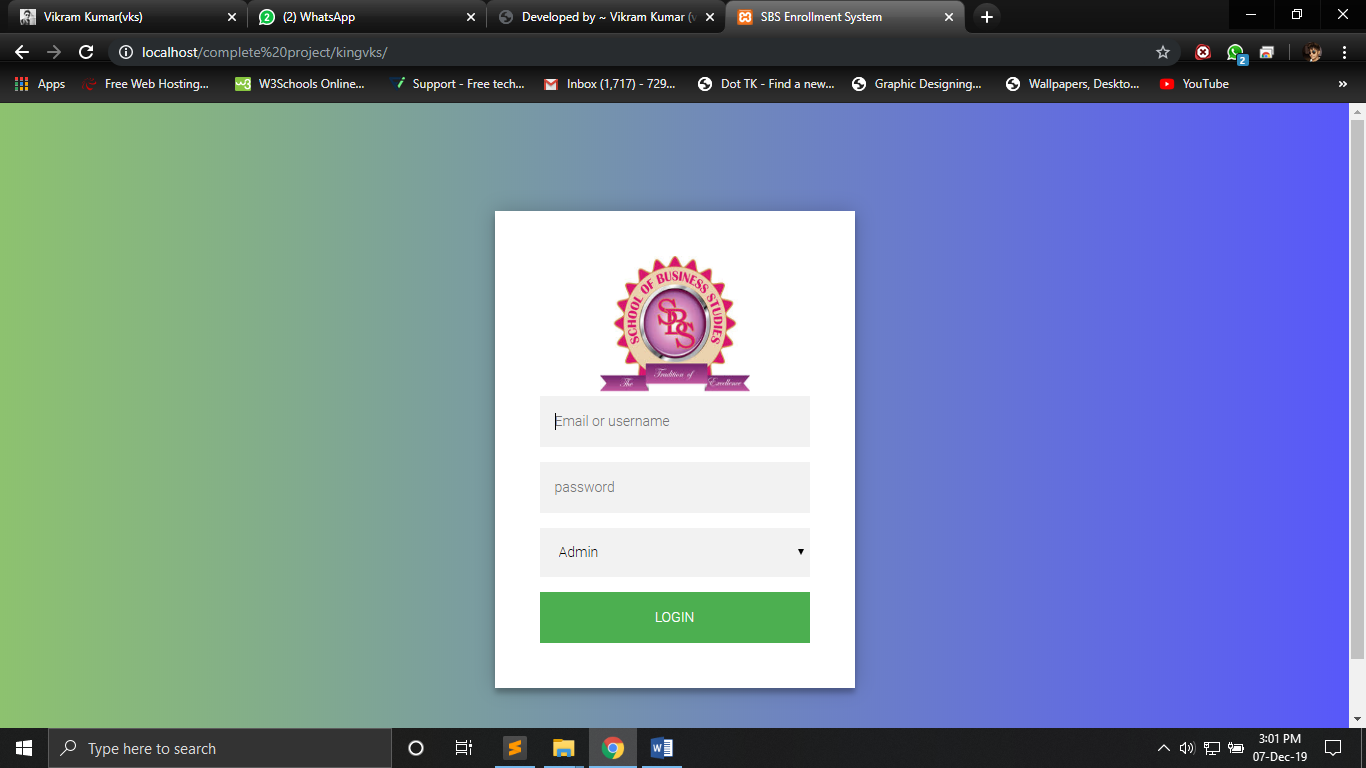 Vikram Kumar(vks)
(2) WhatsApp
Developed by ~ Vikram Kumar (v
SBS Enrollment System
localhost/complete%20project/kingvks/
2
Apps
Free Web Hosting...
W3Schools Online...
Support - Free tech...
Inbox (1,717) - 729...
Dot TK - Find a new...
Graphic Designing...
Wallpapers, Deskto...
YouTube
»
SCHOOL OF BUSINESS STUDIES
SBS
The Tradition of Excellence
Email or username
password
Admin
LOGIN
Type here to search
3:01 PM
07-Dec-19